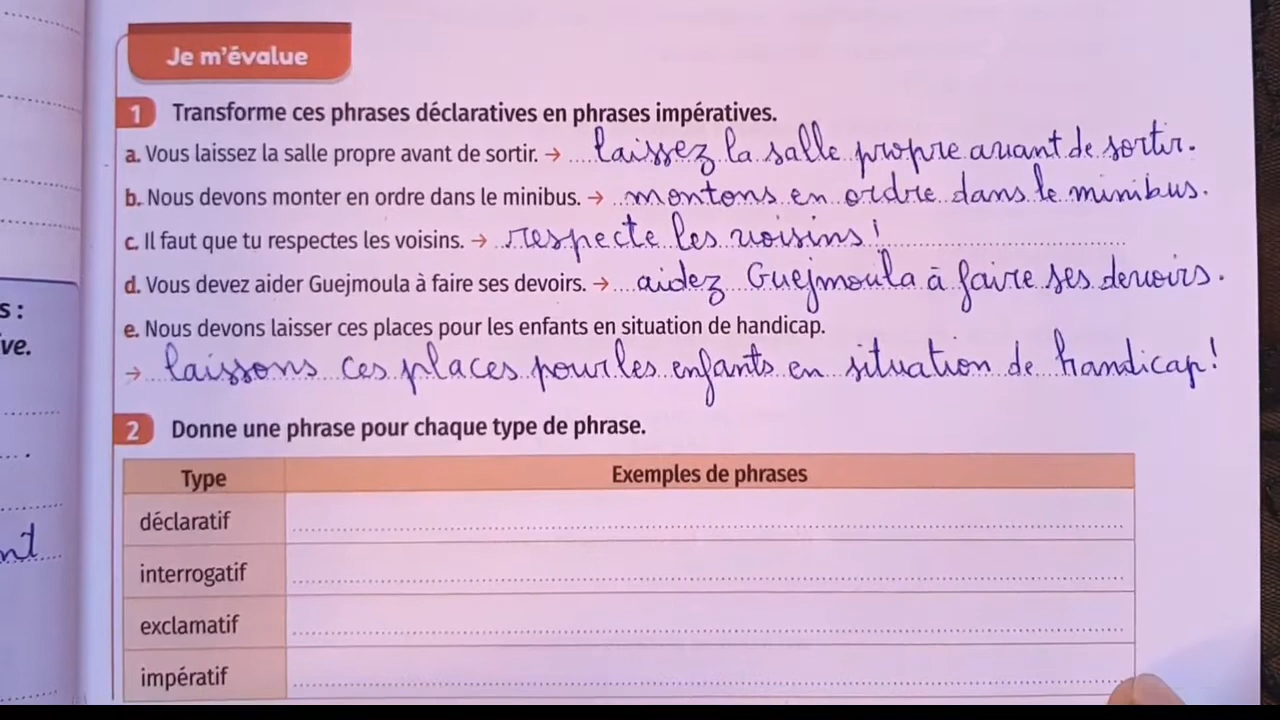 Je m'évalue
1 Transforme ces phrases déclaratives en phrases impératives.
a. Vous laissez la salle propre avant de sortir. → laissez la salle propre avant de sortir.
b. Nous devons monter en ordre dans le minibus. → montons en ordre dans le minibus.
c. Il faut que tu respectes les voisins. → respecte les voisins !
d. Vous devez aider Guejmoula à faire ses devoirs. → aidez Guejmoula à faire ses devoirs.
e. Nous devons laisser ces places pour les enfants en situation de handicap.
→ laissons ces places pour les enfants en situation de handicap !
s :
ve.
nt
2 Donne une phrase pour chaque type de phrase.
Type Exemples de phrases
déclaratif
interrogatif
exclamatif
impératif